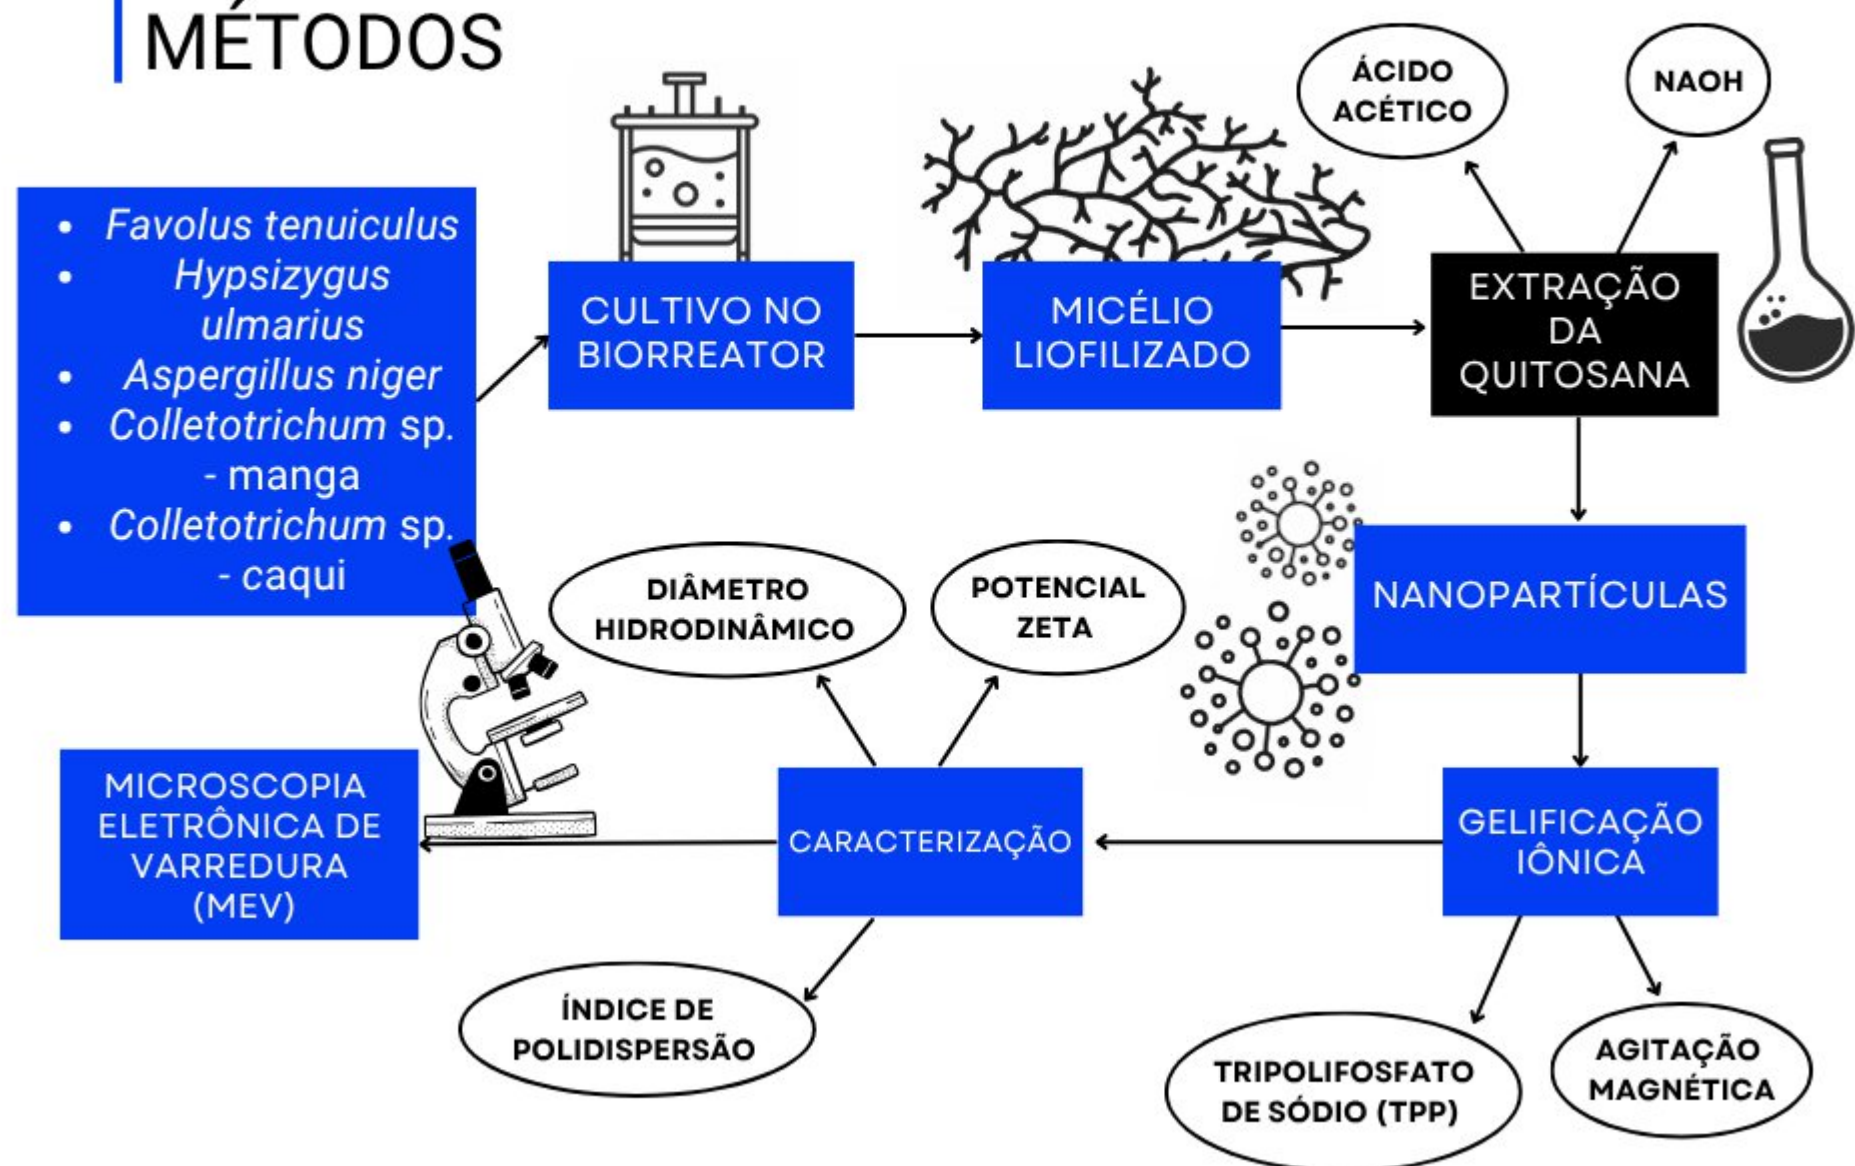 MÉTODOS
• Favolus tenuiculus
• Hypsizygus
ulmarius
• Aspergillus niger
• Colletotrichum sp.
- manga
• Colletotrichum sp.
- caqui
CULTIVO NO
BIORREATOR
MICÉLIO
LIOFILIZADO
ÁCIDO
ACÉTICO
NAOH
EXTRAÇÃO
DA
QUITOSANA
NANOPARTÍCULAS
GELIFICAÇÃO
IÔNICA
TRIPOLIFOSFATO
DE SÓDIO (TPP)
AGITAÇÃO
MAGNÉTICA
CARACTERIZAÇÃO
DIÂMETRO
HIDRODINÂMICO
POTENCIAL
ZETA
ÍNDICE DE
POLIDISPERSÃO
MICROSCOPIA
ELETRÔNICA DE
VARREDURA
(MEV)